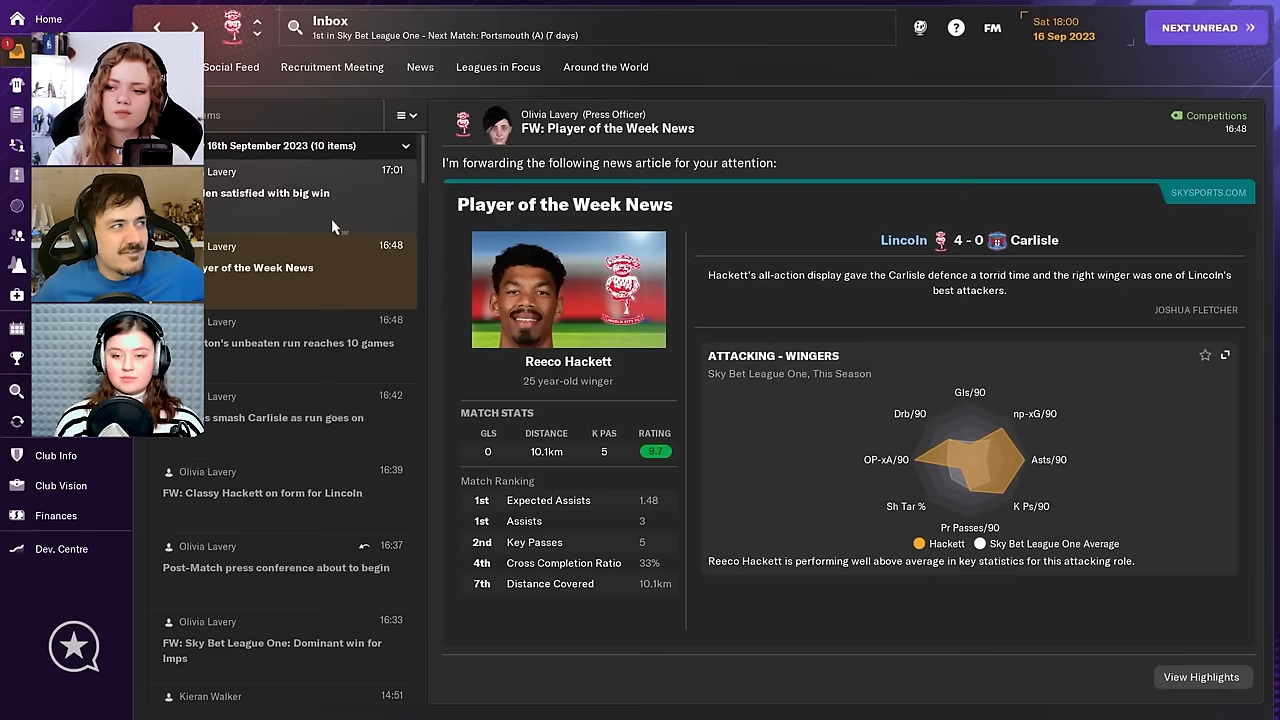 Home
Inbox
1st in Sky Bet League One - Next Match: Portsmouth (A) (7 days)
FM
Sat 18:00
16 Sep 2023
NEXT UNREAD
1
Social Feed
Recruitment Meeting
News
Leagues in Focus
Around the World
16th September 2023 (10 items)
Lavery
17:01
satisfied with big win
Lavery
16:48
of the Week News
Lavery
16:48
unbeaten run reaches 10 games
Lavery
16:42
smash Carlisle as run goes on
Olivia Lavery
16:39
FW: Classy Hackett on form for Lincoln
Olivia Lavery
16:37
Post-Match press conference about to begin
Olivia Lavery
16:33
FW: Sky Bet League One: Dominant win for
Imps
Kieran Walker
14:51
Club Info
Club Vision
Finances
Dev. Centre
Olivia Lavery (Press Officer)
FW: Player of the Week News
Competitions
16:48
I'm forwarding the following news article for your attention:
SKYSPORTS.COM
Player of the Week News
LINCOLN CITY FC
Reeco Hackett
25 year-old winger
MATCH STATS
GLS DISTANCE K PAS RATING
0 10.1km 5 9.7
Match Ranking
1st Expected Assists 1.48
1st Assists 3
2nd Key Passes 5
4th Cross Completion Ratio 33%
7th Distance Covered 10.1km
Lincoln 4 - 0 Carlisle
Hackett's all-action display gave the Carlisle defence a torrid time and the right winger was one of Lincoln's
best attackers.
JOSHUA FLETCHER
ATTACKING - WINGERS
Sky Bet League One, This Season
Gls/90
Drb/90
np-xG/90
OP-xA/90
Asts/90
Sh Tar %
K Ps/90
Pr Passes/90
Hackett
Sky Bet League One Average
Reeco Hackett is performing well above average in key statistics for this attacking role.
View Highlights